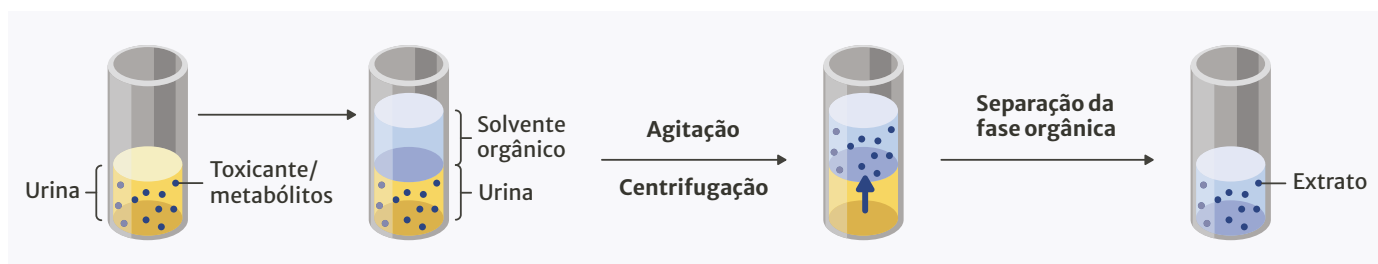 Urina
Toxicante/
metabólitos
Solvente
orgânico
Urina
Agitação
Centrifugação
Separação da
fase orgânica
Extrato